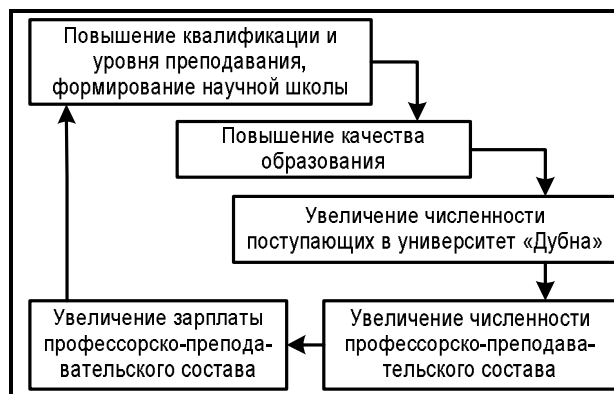 Повышение квалификации и
уровня преподавания,
формирование научной школы
Повышение качества
образования
Увеличение численности
поступающих в университет «Дубна»
Увеличение зарплаты
профессорско-препода-
вательского состава
Увеличение численности
профессорско-преподава-
тельского состава